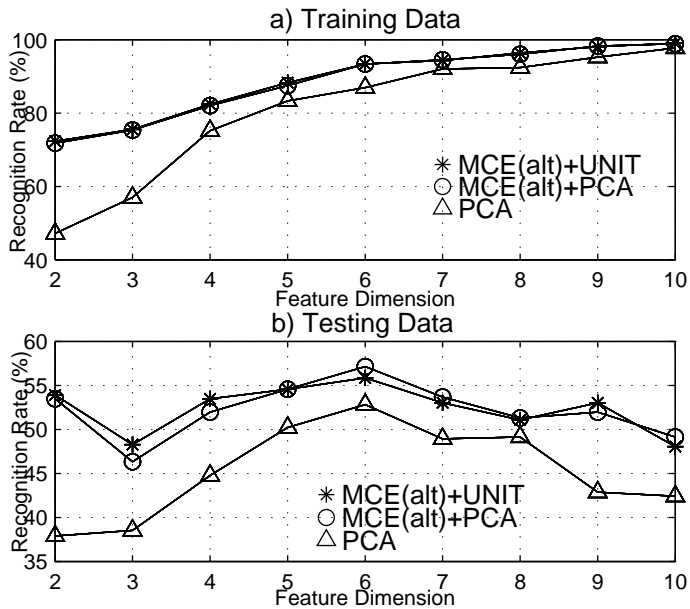 a) Training Data
Recognition Rate (%)
100
80
60
40
MCE(alt)+UNIT
MCE(alt)+PCA
PCA
2 3 4 5 6 7 8 9 10
Feature Dimension
b) Testing Data
Recognition Rate (%)
60
55
50
45
40
35
MCE(alt)+UNIT
MCE(alt)+PCA
PCA
2 3 4 5 6 7 8 9 10
Feature Dimension